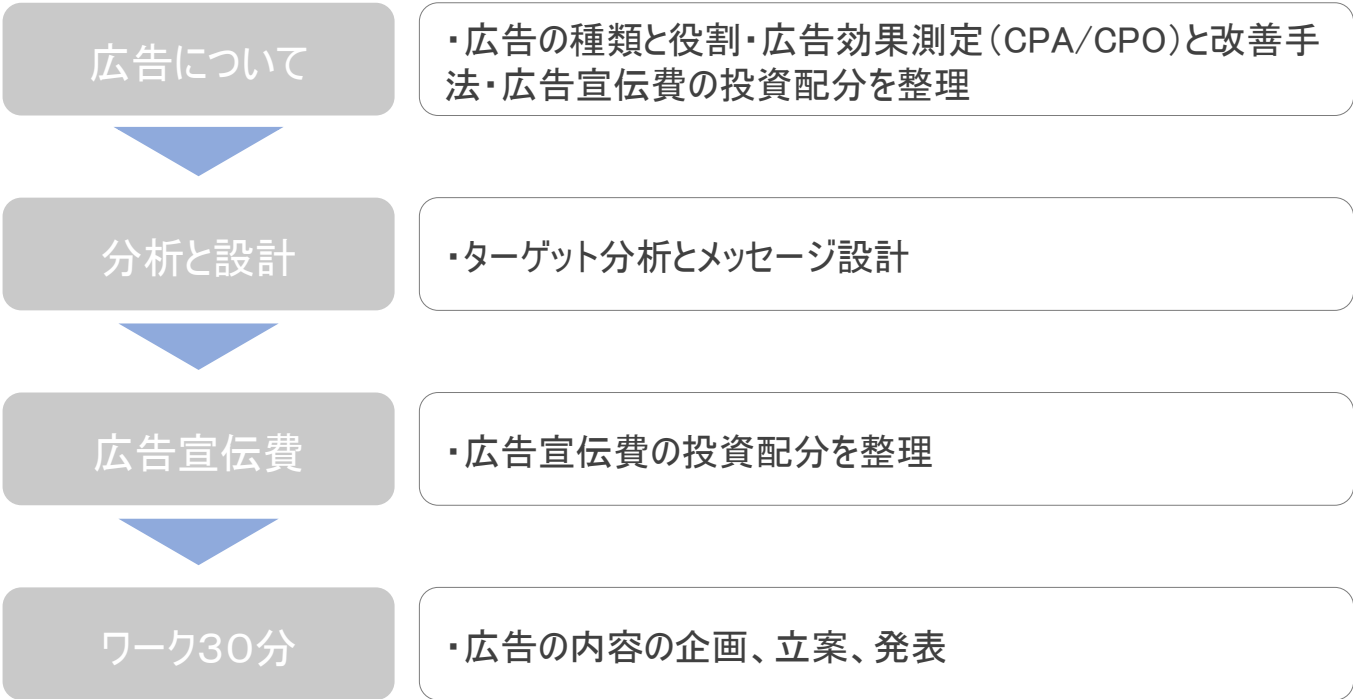 広告について
・広告の種類と役割・広告効果測定（CPA/CPO）と改善手
法・広告宣伝費の投資配分を整理
分析と設計
・ターゲット分析とメッセージ設計
広告宣伝費
・広告宣伝費の投資配分を整理
ワーク３０分
・広告の内容の企画、立案、発表